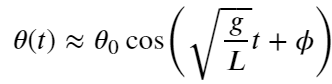 θ(t) ≈ θ₀ cos(√(g/L) t + ϕ)